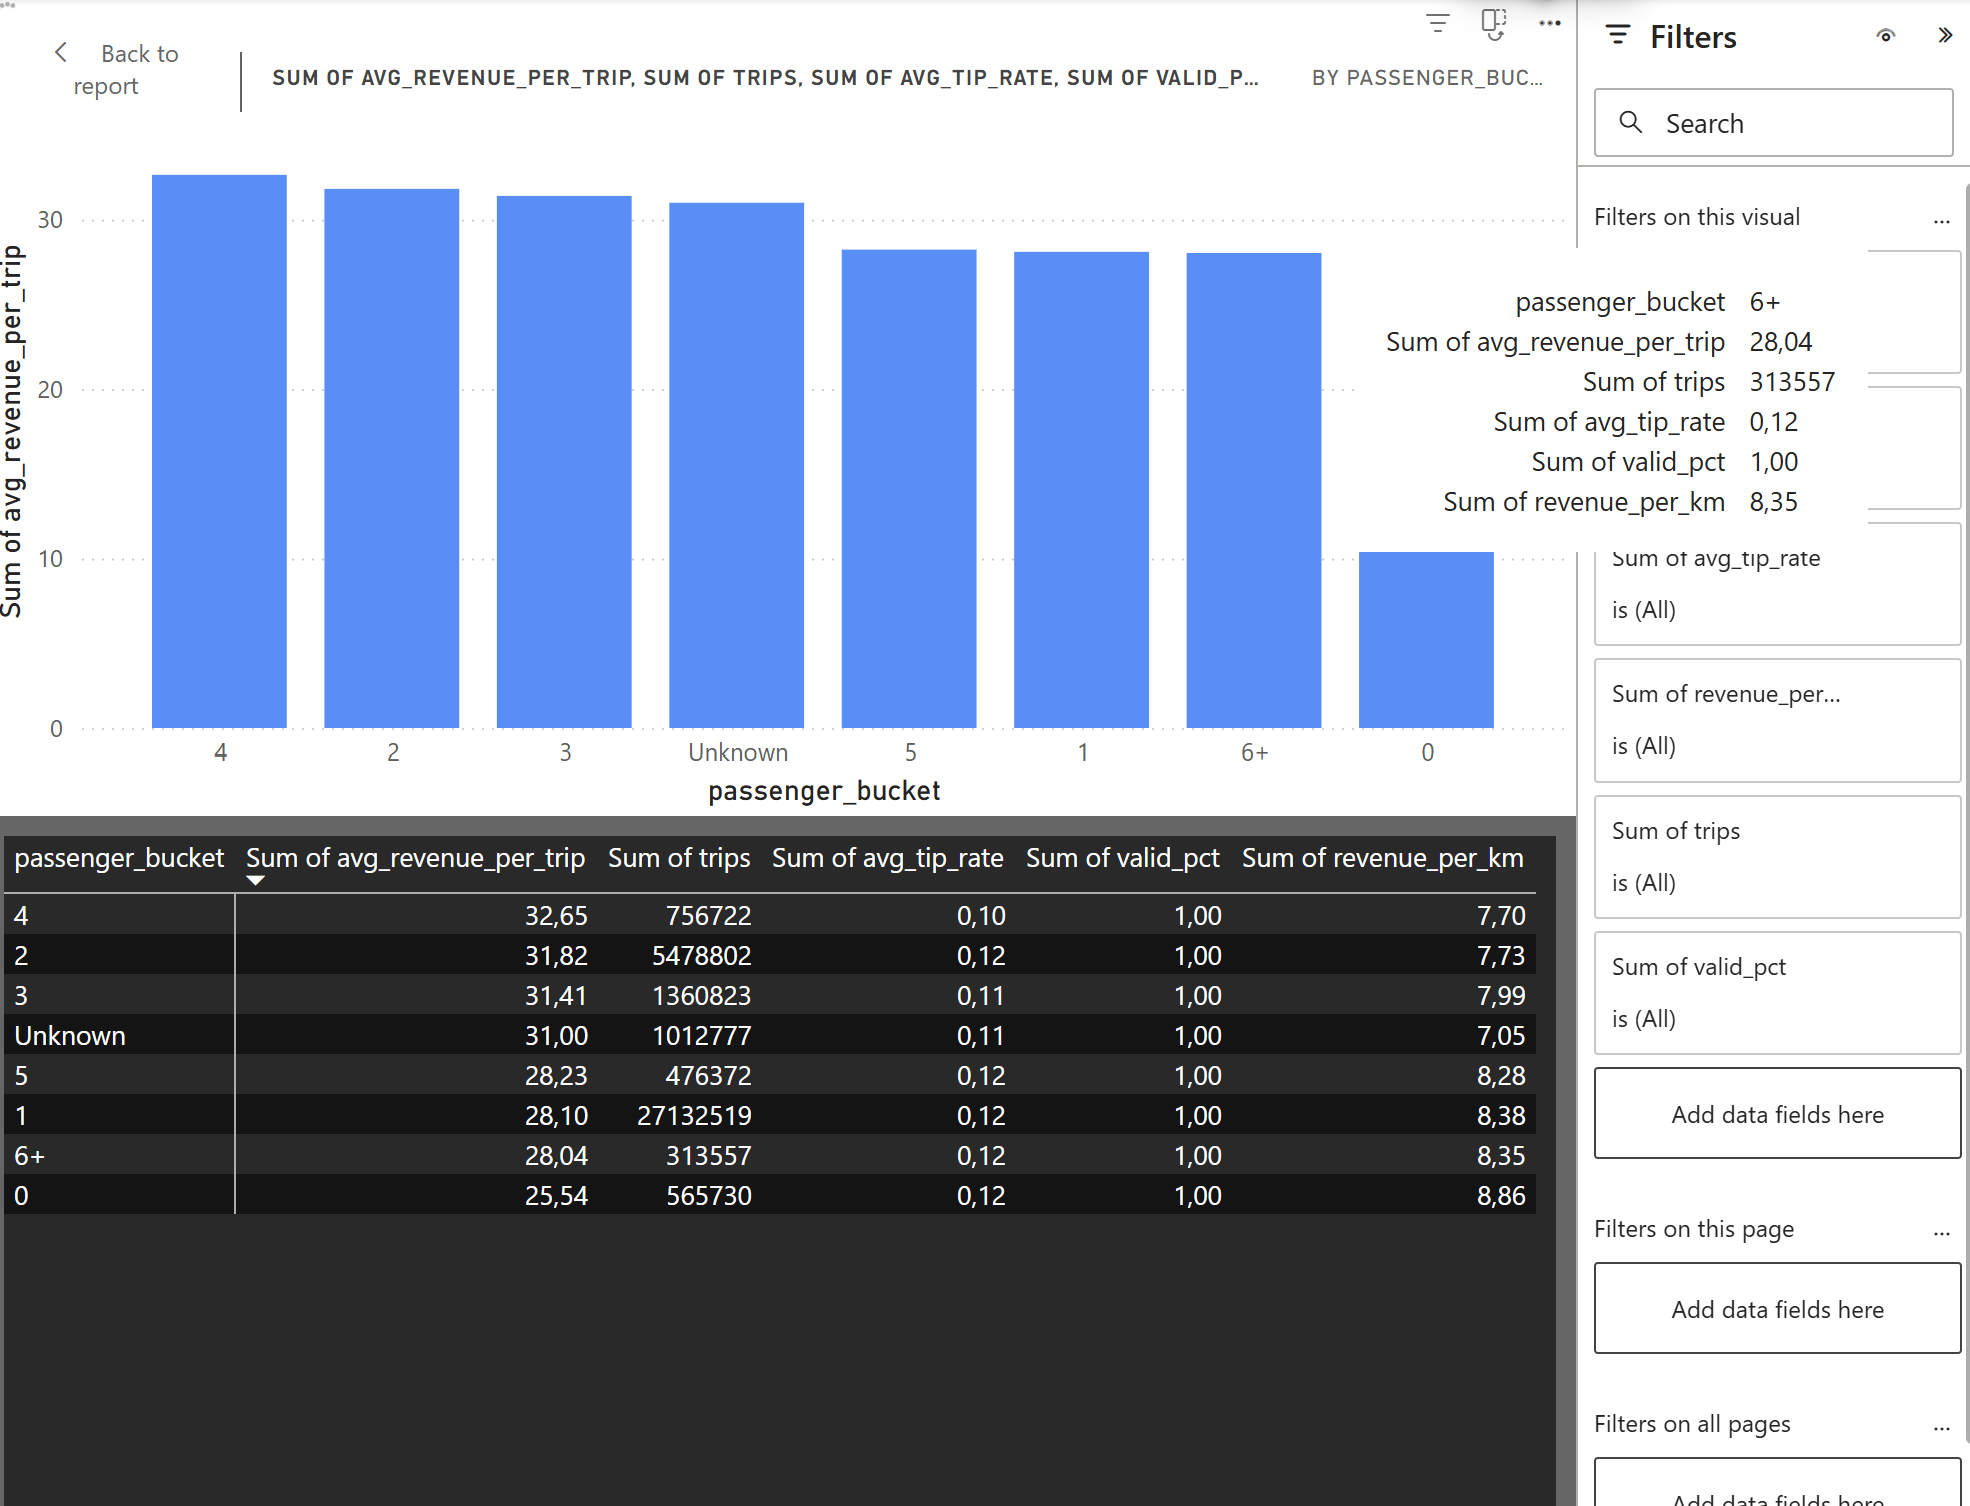 Back to
report
SUM OF AVG_REVENUE_PER_TRIP, SUM OF TRIPS, SUM OF AVG_TIP_RATE, SUM OF VALID_P...
BY PASSENGER_BUC...
Sum of avg_revenue_per_trip
30
20
10
0
4 2 3 Unknown 5 1 6+ 0
passenger_bucket
passenger_bucket 6+
Sum of avg_revenue_per_trip 28,04
Sum of trips 313557
Sum of avg_tip_rate 0,12
Sum of valid_pct 1,00
Sum of revenue_per_km 8,35
passenger_bucket Sum of avg_revenue_per_trip Sum of trips Sum of avg_tip_rate Sum of valid_pct Sum of revenue_per_km
4 32,65 756722 0,10 1,00 7,70
2 31,82 5478802 0,12 1,00 7,73
3 31,41 1360823 0,11 1,00 7,99
Unknown 31,00 1012777 0,11 1,00 7,05
5 28,23 476372 0,12 1,00 8,28
1 28,10 27132519 0,12 1,00 8,38
6+ 28,04 313557 0,12 1,00 8,35
0 25,54 565730 0,12 1,00 8,86
Filters
Search
Filters on this visual
...
Sum of avg_tip_rate
is (All)
Sum of revenue_per...
is (All)
Sum of trips
is (All)
Sum of valid_pct
is (All)
Add data fields here
Filters on this page
...
Add data fields here
Filters on all pages
...
Add data fields here